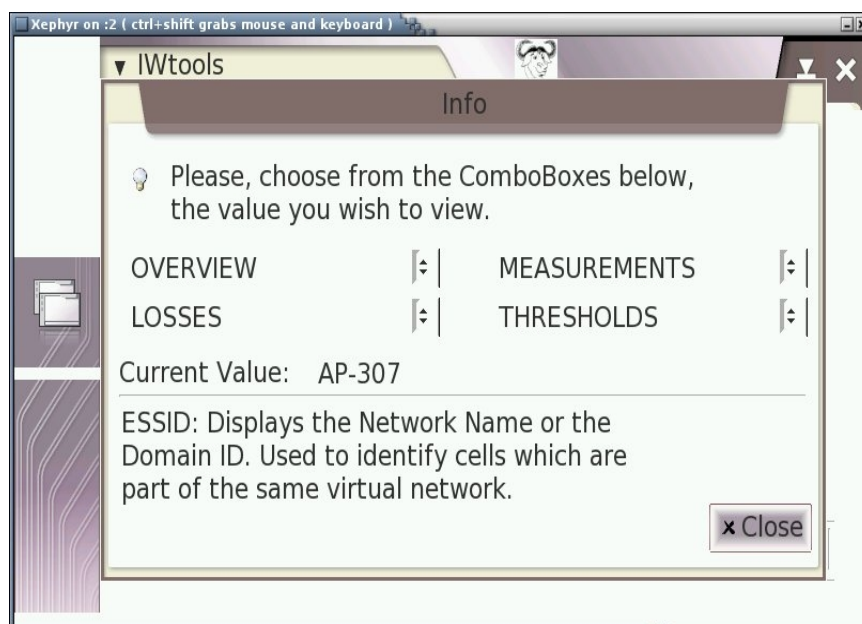 Xephyr on :2 ( ctrl+shift grabs mouse and keyboard )
IWtools
Info
Please, choose from the ComboBoxes below,
the value you wish to view.
OVERVIEW MEASUREMENTS
LOSSES THRESHOLDS
Current Value: AP-307
ESSID: Displays the Network Name or the
Domain ID. Used to identify cells which are
part of the same virtual network.
Close